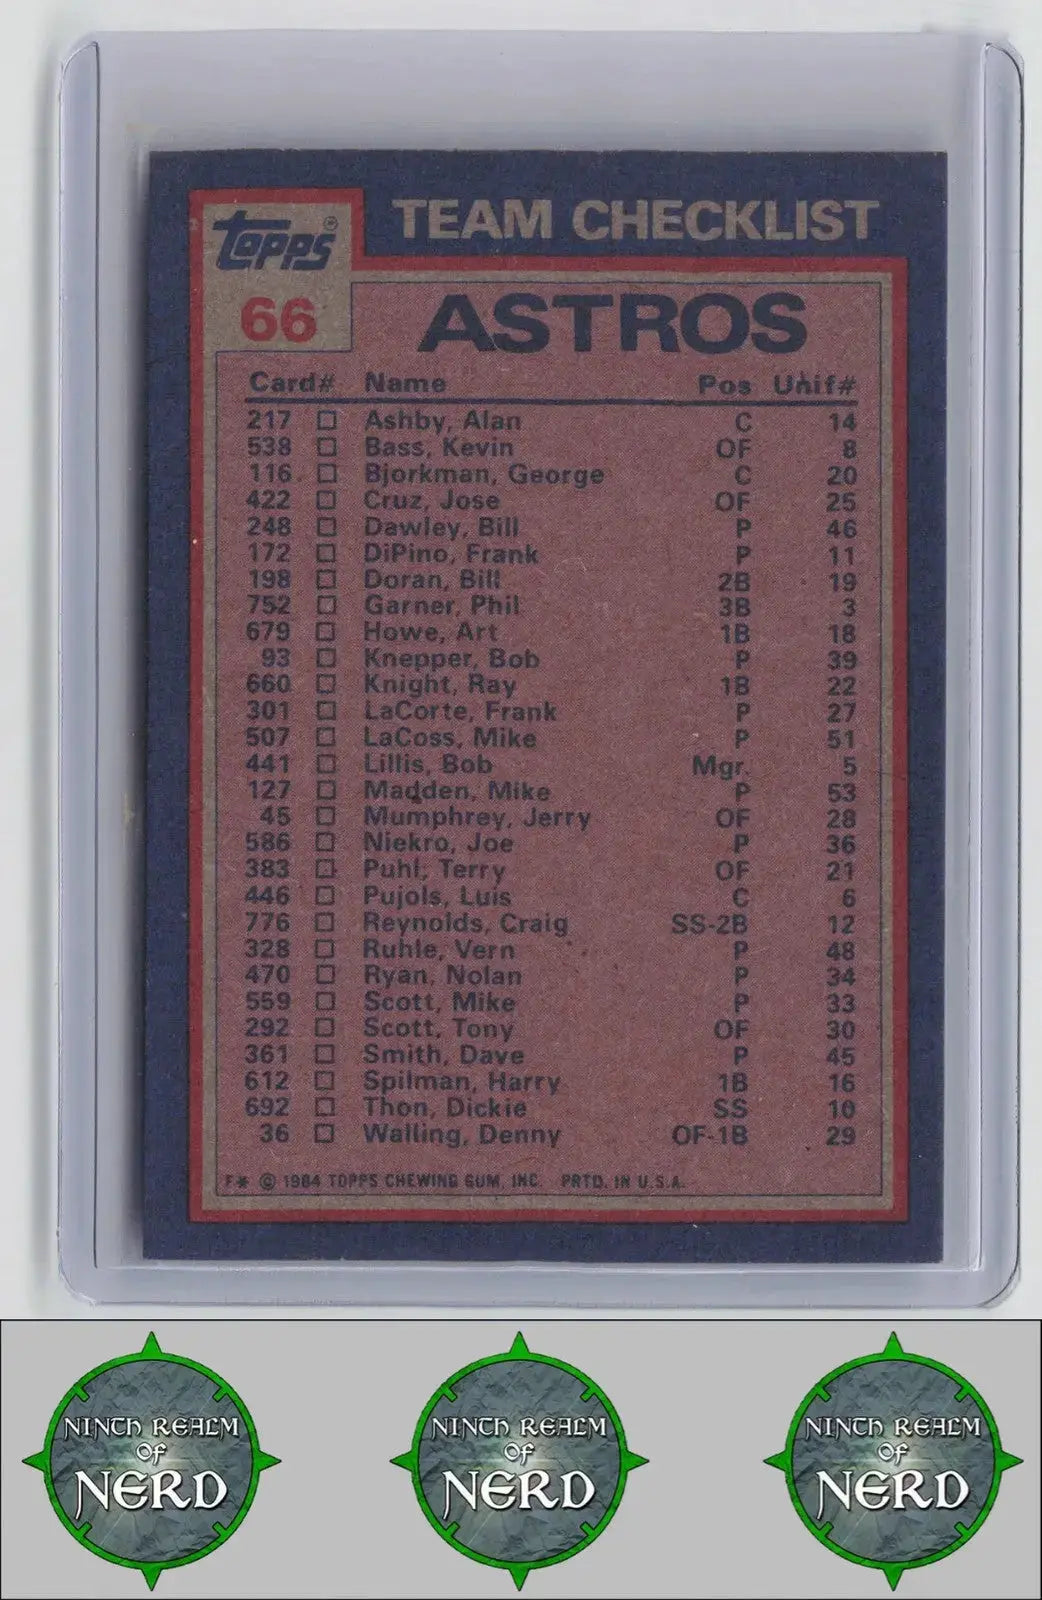 Topps®
66
TEAM CHECKLIST
ASTROS
Card# Name Pos Unif#
217 Ashby, Alan C 14
538 Bass, Kevin OF 8
116 Bjorkman, George C 20
422 Cruz, Jose OF 25
248 Dawley, Bill P 46
172 DiPino, Frank P 11
198 Doran, Bill 2B 19
752 Garner, Phil 3B 3
679 Howe, Art 1B 18
93 Knepper, Bob P 39
660 Knight, Ray 1B 22
301 LaCorte, Frank P 27
507 LaCoss, Mike P 51
441 Lillis, Bob Mgr. 5
127 Madden, Mike P 53
45 Mumphrey, Jerry OF 28
586 Niekro, Joe P 36
383 Puhl, Terry OF 21
446 Pujols, Luis C 6
776 Reynolds, Craig SS-2B 12
328 Ruhle, Vern P 48
470 Ryan, Nolan P 34
559 Scott, Mike P 33
292 Scott, Tony OF 30
361 Smith, Dave P 45
612 Spilman, Harry 1B 16
692 Thon, Dickie SS 10
36 Walling, Denny OF-1B 29
F* © 1984 TOPPS CHEWING GUM, INC. PRTD. IN U.S.A.
NINTH REALM
OF
NERD
NINTH REALM
OF
NERD
NINTH REALM
OF
NERD